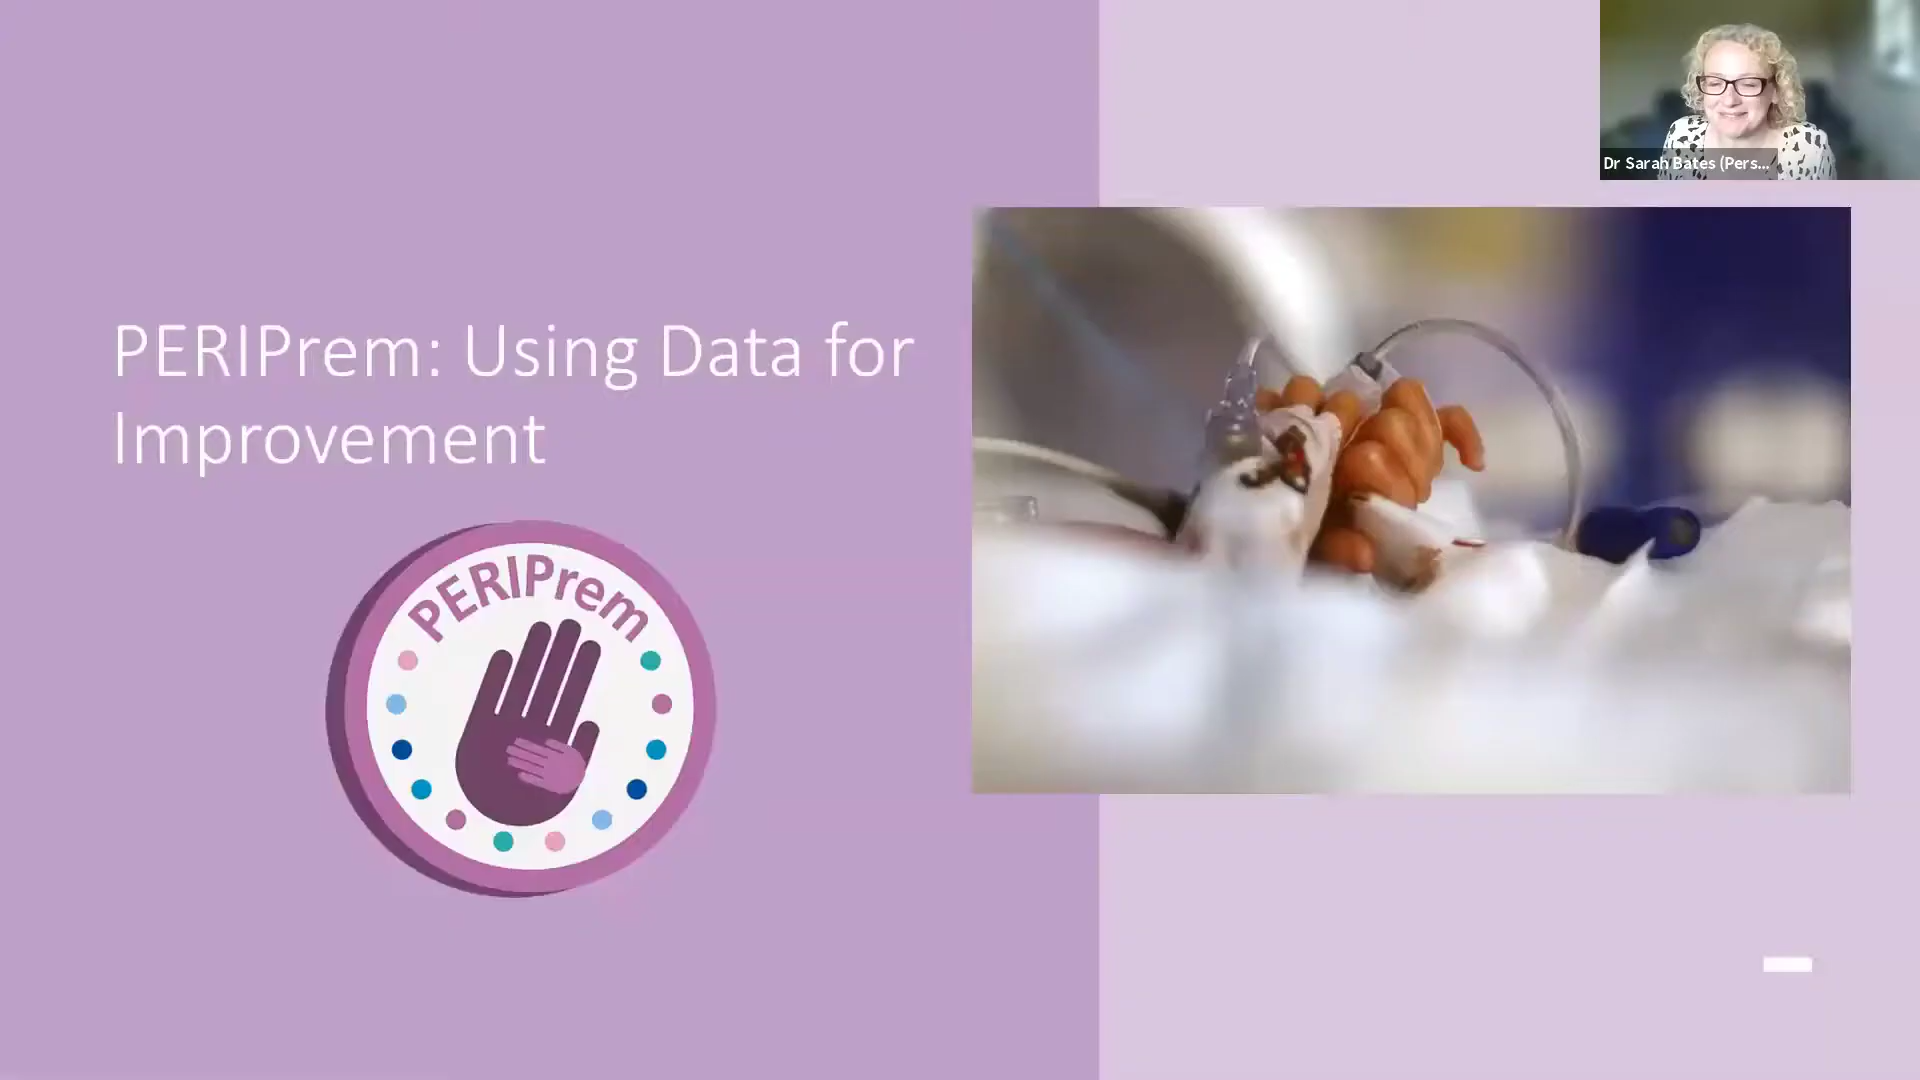 PERIPrem: Using Data for
Improvement
PERIPrem
Dr Sarah Bates (Pers...